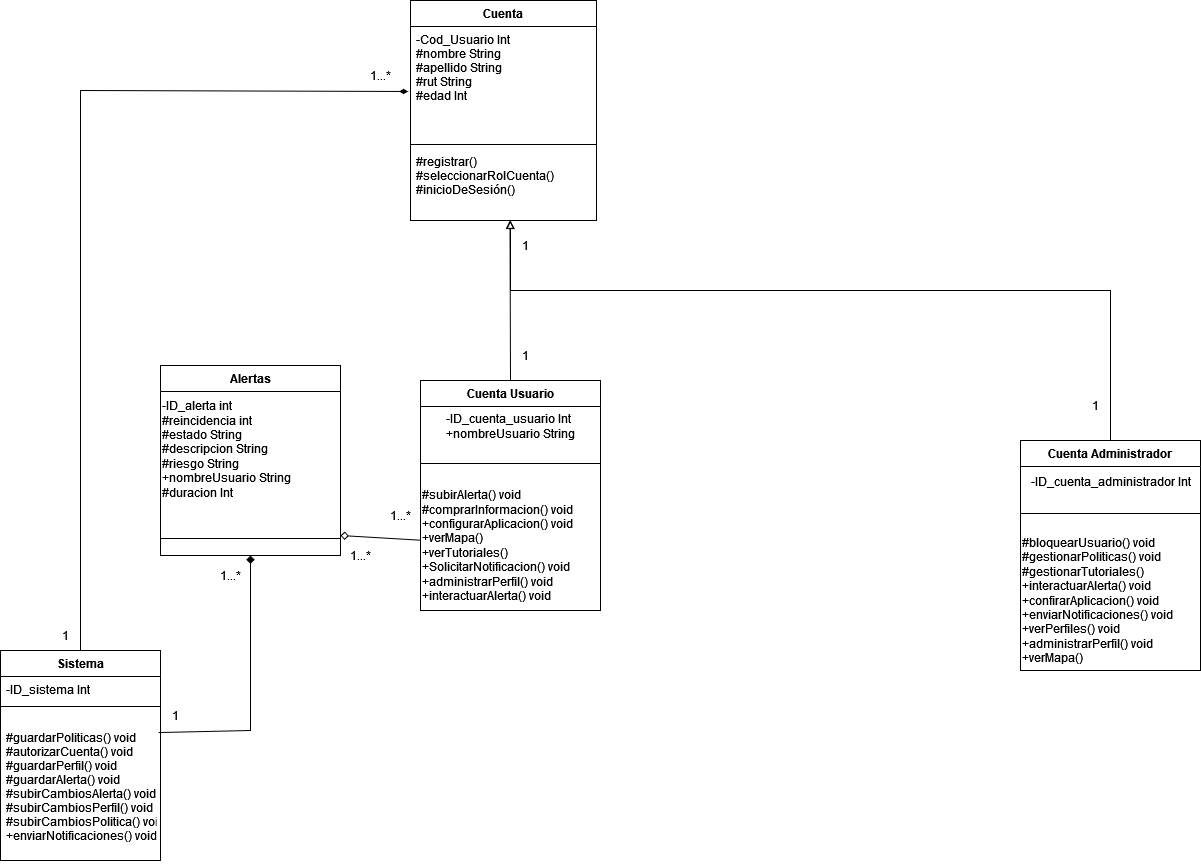 Cuenta
-Cod_Usuario Int
#nombre String
#apellido String
#rut String
#edad Int
#registrar()
#seleccionarRolCuenta()
#inicioDeSesión()
1...*
1
1
1
Alertas
-ID_alerta int
#reincidencia int
#estado String
#descripcion String
#riesgo String
+nombreUsuario String
#duracion Int
Cuenta Usuario
-ID_cuenta_usuario Int
+nombreUsuario String
#subirAlerta() void
#comprarInformacion() void
+configurarAplicacion() void
+verMapa()
+verTutoriales()
+SolicitarNotificacion() void
+administrarPerfil() void
+interactuarAlerta() void
Cuenta Administrador
-ID_cuenta_administrador Int
#bloquearUsuario() void
#gestionarPoliticas() void
#gestionarTutoriales()
+interactuarAlerta() void
+confirarAplicacion() void
+enviarNotificaciones() void
+verPerfiles() void
+administrarPerfil() void
+verMapa()
1...*
1...*
1...*
1
Sistema
-ID_sistema Int
1
#guardarPoliticas() void
#autorizarCuenta() void
#guardarPerfil() void
#guardarAlerta() void
#subirCambiosAlerta() void
#subirCambiosPerfil() void
#subirCambiosPolitica() voi
+enviarNotificaciones() void